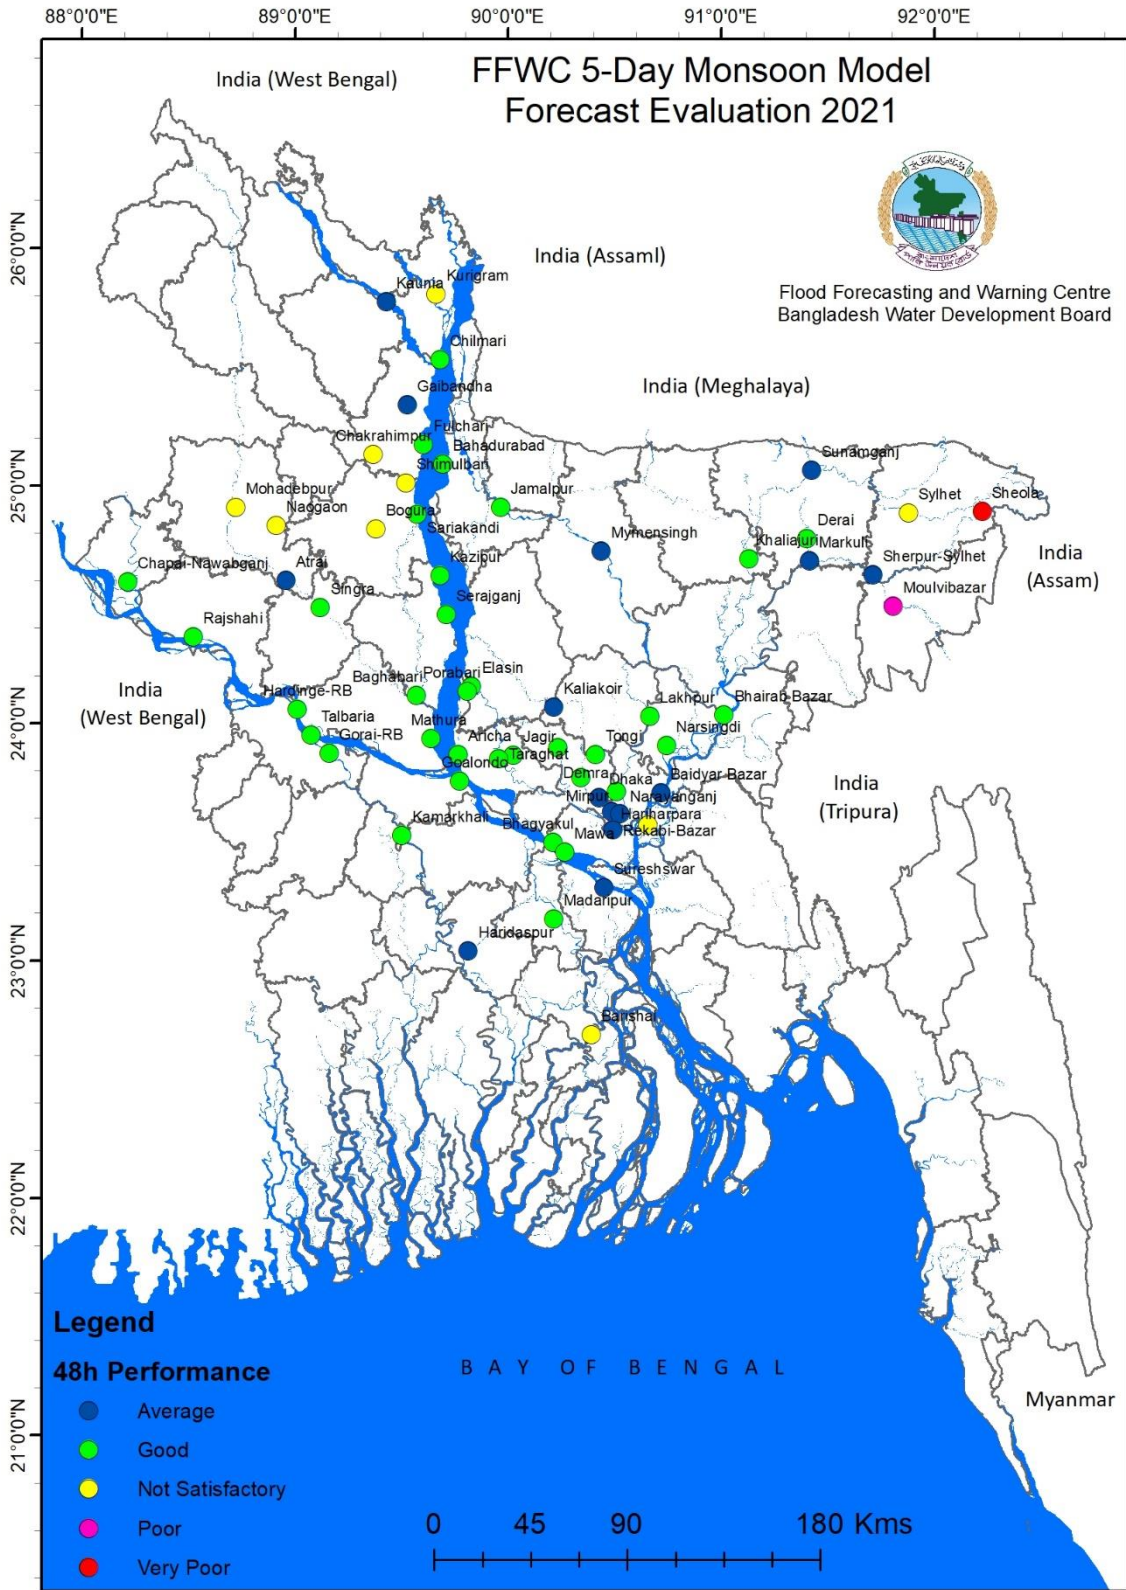 88°0'0"E
89°0'0"E
90°0'0"E
91°0'0"E
92°0'0"E
FFWC 5-Day Monsoon Model
Forecast Evaluation 2021
India (West Bengal)
India (Assaml)
Flood Forecasting and Warning Centre
Bangladesh Water Development Board
India (Meghalaya)
26°0'0"N
25°0'0"N
24°0'0"N
23°0'0"N
22°0'0"N
21°0'0"N
Kaunia
Kurigram
Chilmari
Gaibandha
Fulchari
Chakrahimpur
Bahadurabad
Shimulbari
Mohadebpur
Naogaon
Bogura
Sariakandi
Jamalpur
Mymensingh
Sunamganj
Sylhet
Sheola
Derai
Khaliajuri
Markuli
Sherpur-Sylhet
Moulvibazar
India
(Assam)
Chapai-Nawabganj
Atrai
Singra
Kazipur
Serajganj
Rajshahi
India
(West Bengal)
Hardinge-RB
Talbaria
Gorai-RB
Baghabari
Porabari
Elasin
Mathura
Aricha
Jagir
Taraghat
Goalondo
Kaliakoir
Tongi
Lakhpur
Bhairab-Bazar
Narsingdi
Demra
Dhaka
Baidyar-Bazar
Mirpur
Narayanganj
Hariharpara
Rekabi-Bazar
India
(Tripura)
Kamarkhali
Bhagyakul
Mawa
Sureshswar
Madaripur
Haridaspur
Barishal
Legend
48h Performance
Average
Good
Not Satisfactory
Poor
Very Poor
BAY OF BENGAL
Myanmar
0 45 90 180 Kms